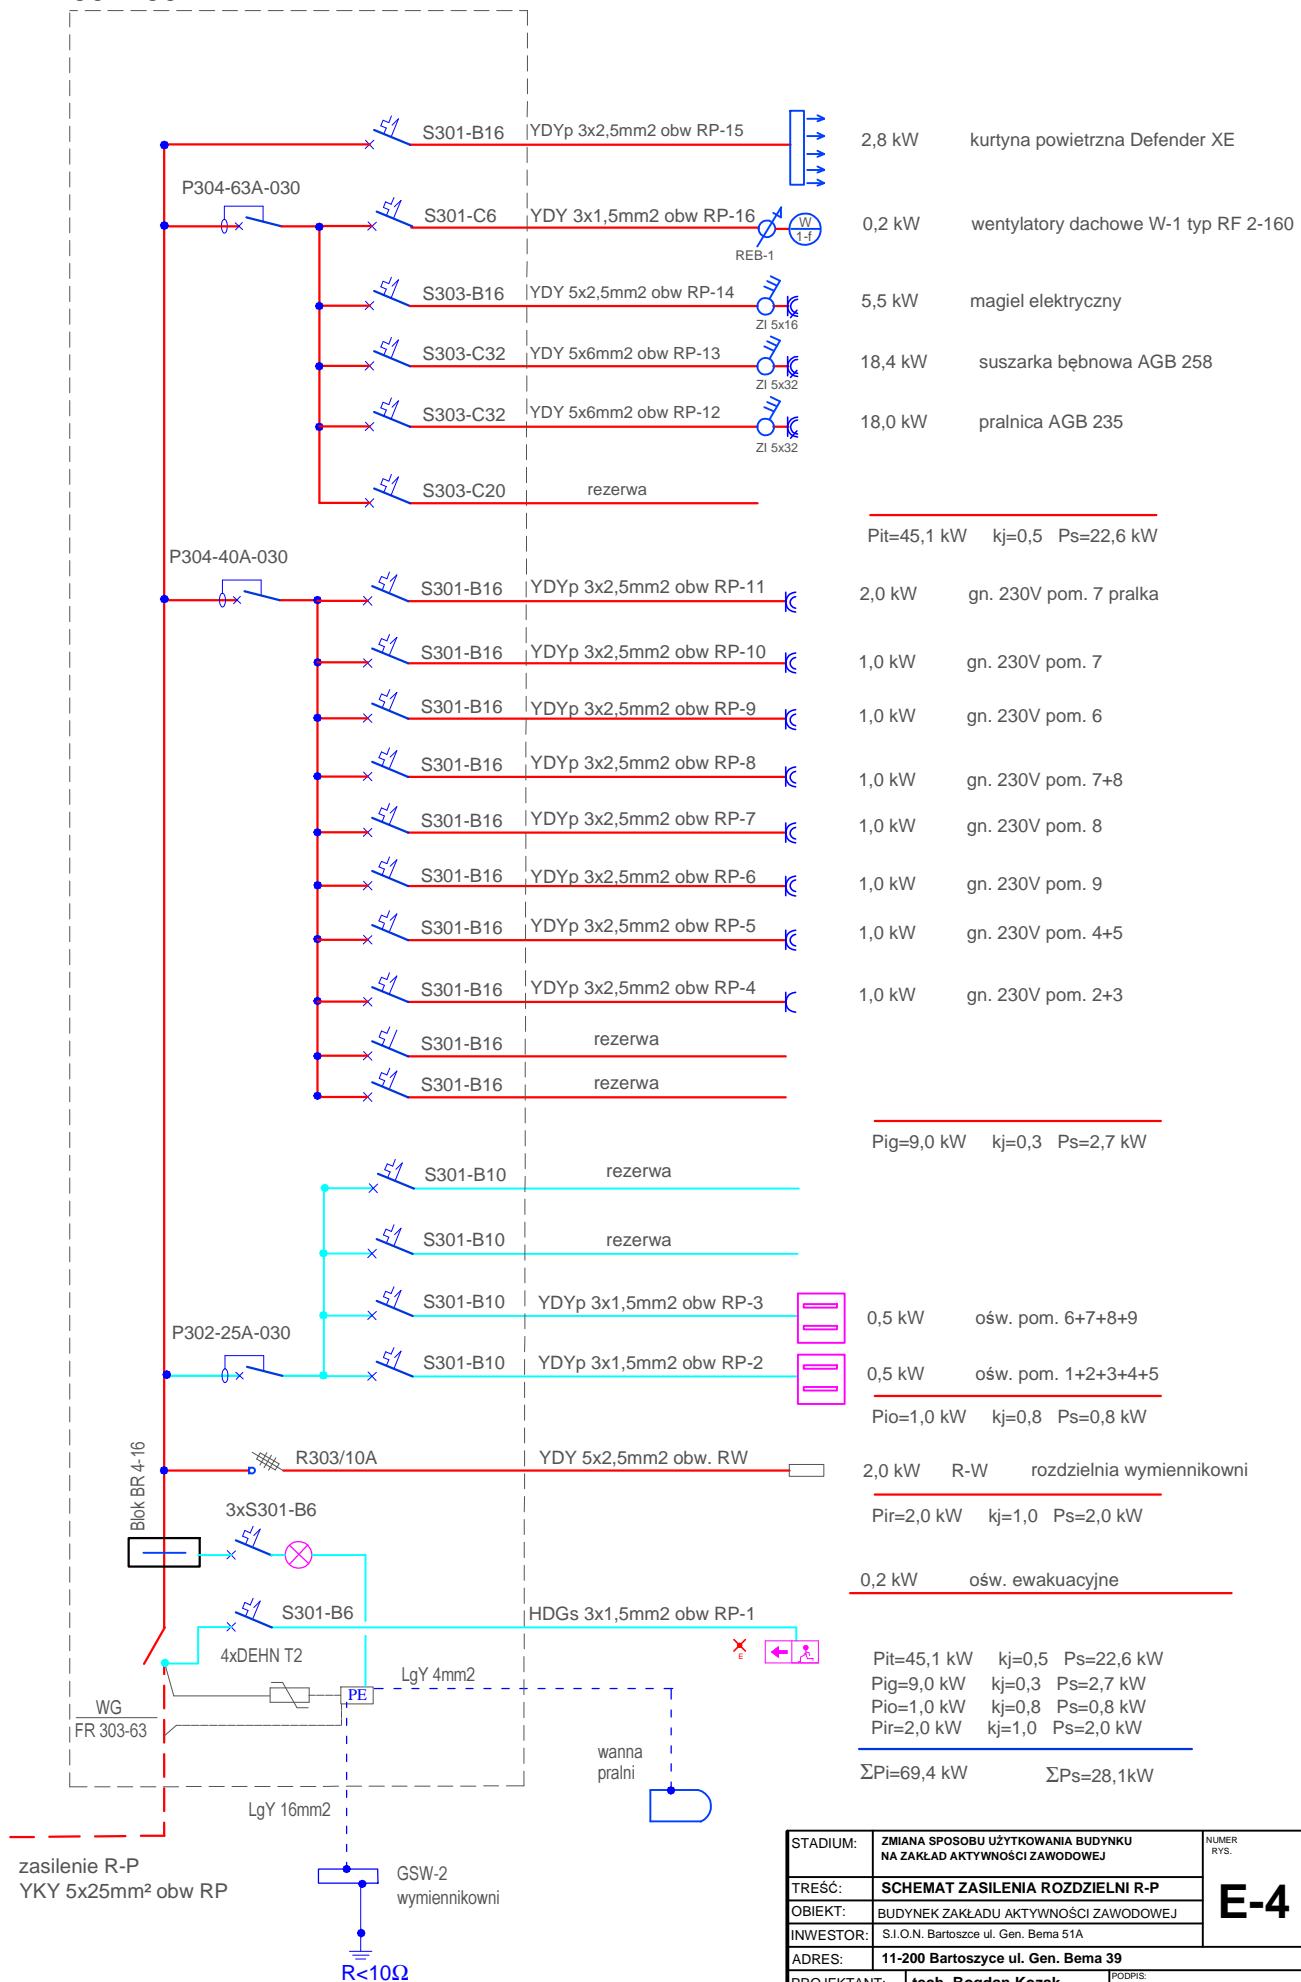 S301-B16 YDYp 3x2,5mm2 obw RP-15 2,8 kW kurtyna powietrzna Defender XE
P304-63A-030
S301-C6 YDY 3x1,5mm2 obw RP-16 W 1-f 0,2 kW wentylatory dachowe W-1 typ RF 2-160
REB-1
S303-B16 YDY 5x2,5mm2 obw RP-14 5,5 kW magiel elektryczny
ZI 5x16
S303-C32 YDY 5x6mm2 obw RP-13 18,4 kW suszarka bębnowa AGB 258
ZI 5x32
S303-C32 YDY 5x6mm2 obw RP-12 18,0 kW pralnica AGB 235
ZI 5x32
S303-C20 rezerwa
Pit=45,1 kW kj=0,5 Ps=22,6 kW
P304-40A-030
S301-B16 YDYp 3x2,5mm2 obw RP-11 2,0 kW gn. 230V pom. 7 pralka
S301-B16 YDYp 3x2,5mm2 obw RP-10 1,0 kW gn. 230V pom. 7
S301-B16 YDYp 3x2,5mm2 obw RP-9 1,0 kW gn. 230V pom. 6
S301-B16 YDYp 3x2,5mm2 obw RP-8 1,0 kW gn. 230V pom. 7+8
S301-B16 YDYp 3x2,5mm2 obw RP-7 1,0 kW gn. 230V pom. 8
S301-B16 YDYp 3x2,5mm2 obw RP-6 1,0 kW gn. 230V pom. 9
S301-B16 YDYp 3x2,5mm2 obw RP-5 1,0 kW gn. 230V pom. 4+5
S301-B16 YDYp 3x2,5mm2 obw RP-4 1,0 kW gn. 230V pom. 2+3
S301-B16 rezerwa
S301-B16 rezerwa
Pig=9,0 kW kj=0,3 Ps=2,7 kW
S301-B10 rezerwa
S301-B10 rezerwa
S301-B10 YDYp 3x1,5mm2 obw RP-3 0,5 kW ośw. pom. 6+7+8+9
P302-25A-030
S301-B10 YDYp 3x1,5mm2 obw RP-2 0,5 kW ośw. pom. 1+2+3+4+5
Pio=1,0 kW kj=0,8 Ps=0,8 kW
Blok BR 4-16
R303/10A YDY 5x2,5mm2 obw. RW 2,0 kW R-W rozdzielnia wymiennikowni
3xS301-B6 Pir=2,0 kW kj=1,0 Ps=2,0 kW
0,2 kW ośw. ewakuacyjne
S301-B6 HDGs 3x1,5mm2 obw RP-1
E
4xDEHN T2
LgY 4mm2
PE
WG
FR 303-63
Pit=45,1 kW kj=0,5 Ps=22,6 kW
Pig=9,0 kW kj=0,3 Ps=2,7 kW
Pio=1,0 kW kj=0,8 Ps=0,8 kW
Pir=2,0 kW kj=1,0 Ps=2,0 kW
ΣPi=69,4 kW ΣPs=28,1kW
wanna
pralni
LgY 16mm2
zasilenie R-P
YKY 5x25mm² obw RP
GSW-2
wymiennikowni
R<10Ω
STADIUM: ZMIANA SPOSOBU UŻYTKOWANIA BUDYNKU
NA ZAKŁAD AKTYWNOŚCI ZAWODOWEJ
NUMER
RYS.
E-4
TREŚĆ: SCHEMAT ZASILENIA ROZDZIELNI R-P
OBIEKT: BUDYNEK ZAKŁADU AKTYWNOŚCI ZAWODOWEJ
INWESTOR: S.I.O.N. Bartoszce ul. Gen. Bema 51A
ADRES: 11-200 Bartoszyce ul. Gen. Bema 39
PROJEKTANT: tech. Bogdan Kozak PODPIS: